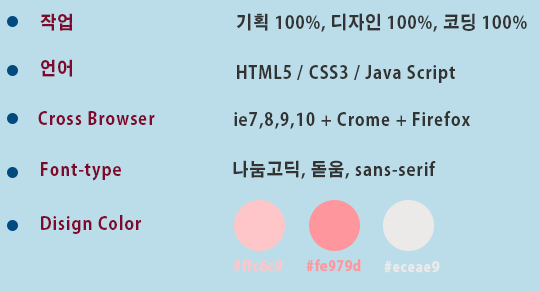 작업 기획 100%, 디자인 100%, 코딩 100%
언어 HTML5 / CSS3 / Java Script
Cross Browser ie7,8,9,10 + Crome + Firefox
Font-type 나눔고딕, 돋움, sans-serif
Disign Color
#ffc6c9 #fe979d #eceae9